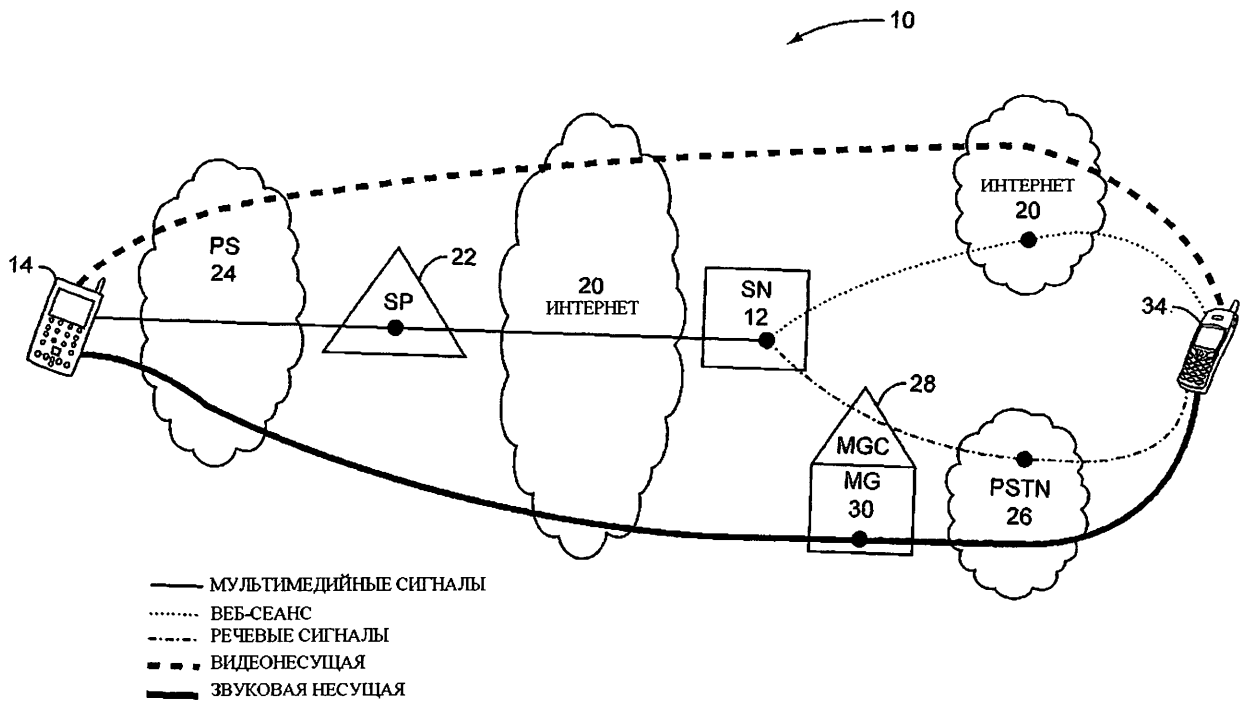 10
ИНТЕРНЕТ
20
PS
24
14
22
SP
20
ИНТЕРНЕТ
SN
12
34
28
MGC
MG
30
PSTN
26
МУЛЬТИМЕДИЙНЫЕ СИГНАЛЫ
ВЕБ-СЕАНС
РЕЧЕВЫЕ СИГНАЛЫ
ВИДЕОНЕСУЩАЯ
ЗВУКОВАЯ НЕСУЩАЯ